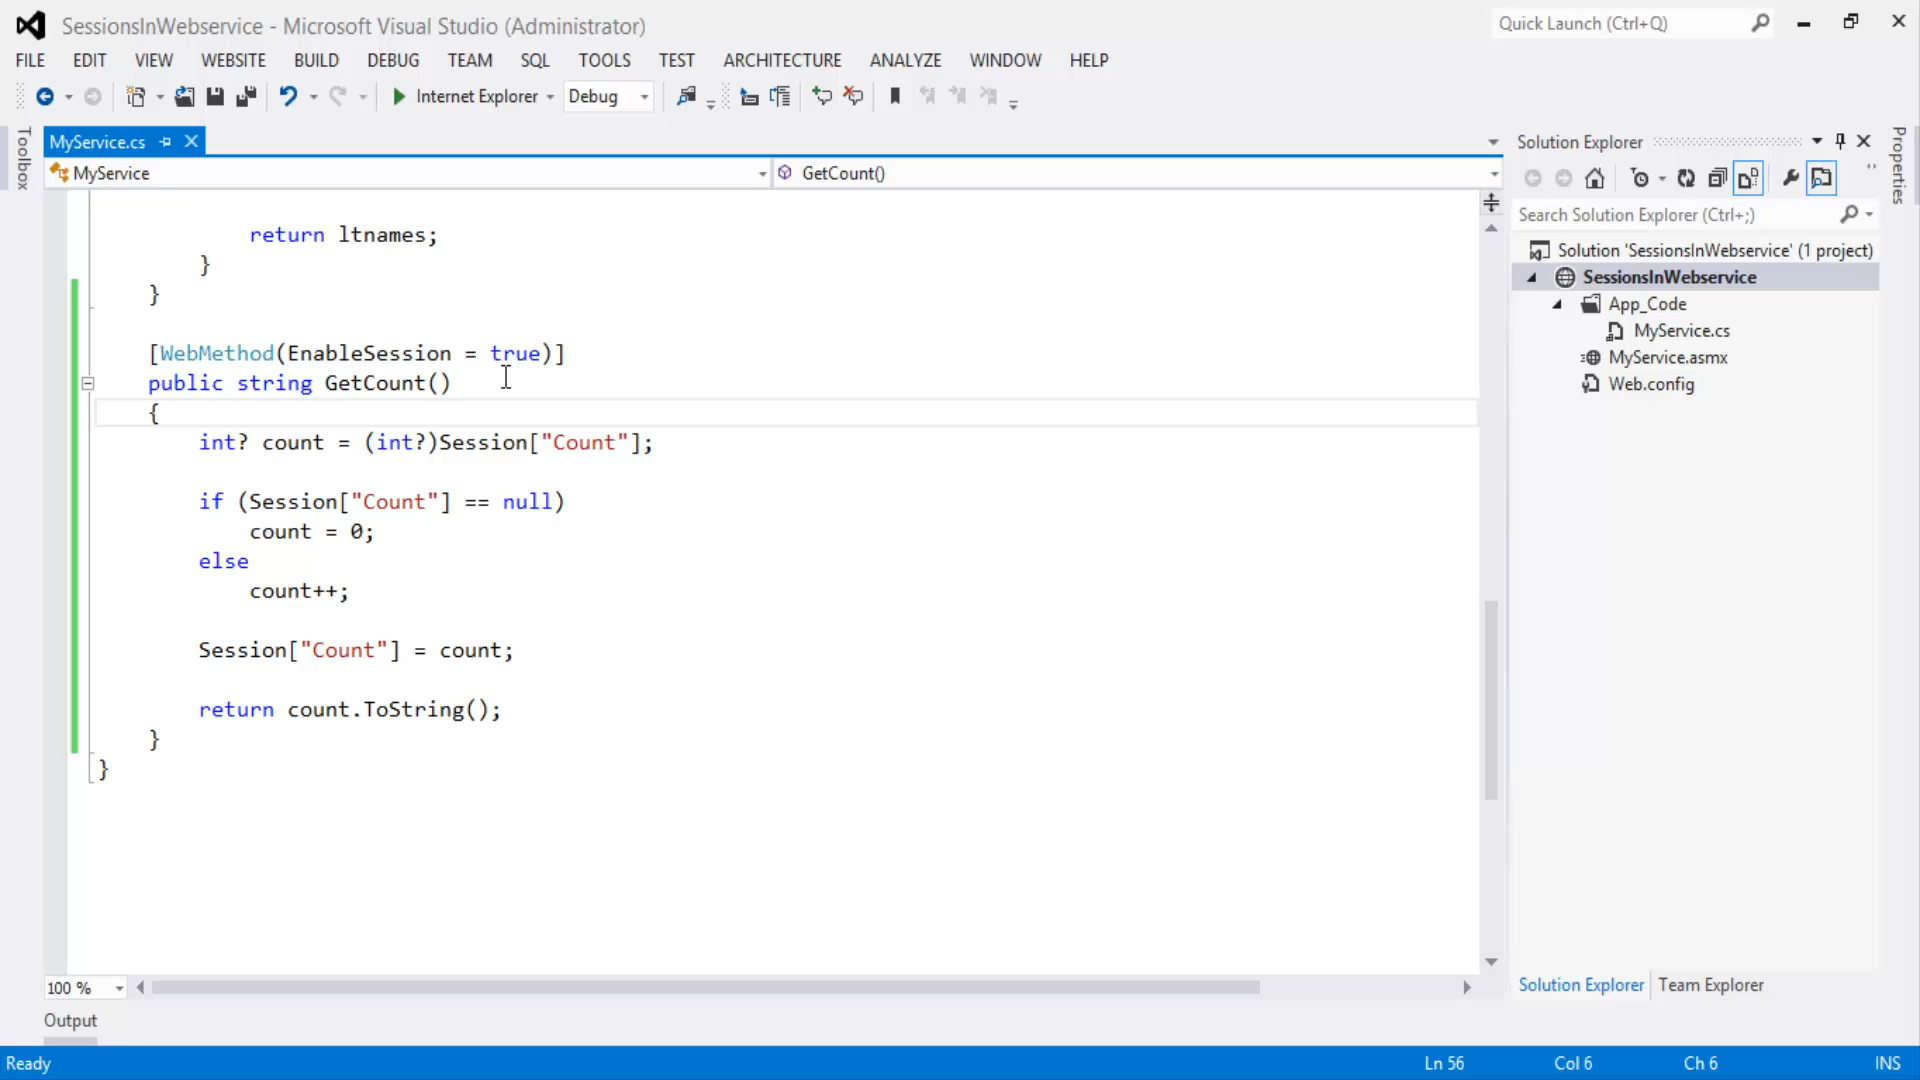 SessionsInWebservice - Microsoft Visual Studio (Administrator)
Quick Launch (Ctrl+Q)
FILE EDIT VIEW WEBSITE BUILD DEBUG TEAM SQL TOOLS TEST ARCHITECTURE ANALYZE WINDOW HELP
Internet Explorer Debug
Toolbox
MyService.cs
MyService GetCount()
return ltnames;
}
}
[WebMethod(EnableSession = true)]
public string GetCount()
{
int? count = (int?)Session["Count"];
if (Session["Count"] == null)
count = 0;
else
count++;
Session["Count"] = count;
return count.ToString();
}
}
100 %
Output
Solution Explorer
Search Solution Explorer (Ctrl+;)
Solution 'SessionsInWebservice' (1 project)
SessionsInWebservice
App_Code
MyService.cs
MyService.asmx
Web.config
Solution Explorer Team Explorer
Properties
Ready Ln 56 Col 6 Ch 6 INS